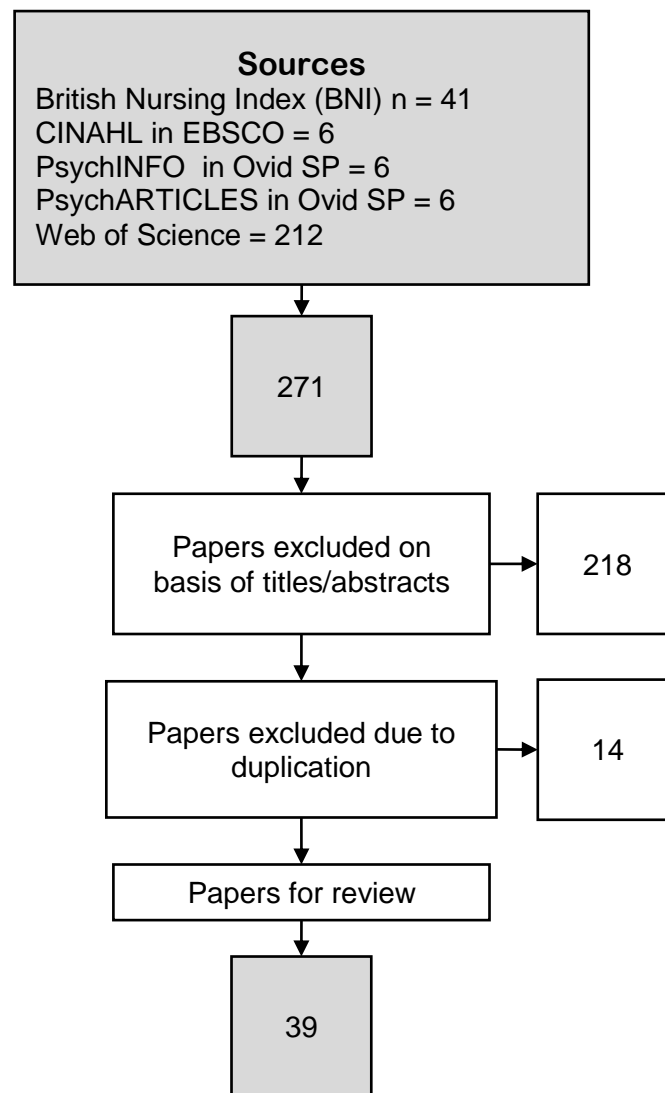 Sources
British Nursing Index (BNI) n = 41
CINAHL in EBSCO = 6
PsychINFO  in Ovid SP = 6
PsychARTICLES in Ovid SP = 6
Web of Science = 212
271
Papers excluded on
basis of titles/abstracts
218
Papers excluded due to
duplication
14
Papers for review
39